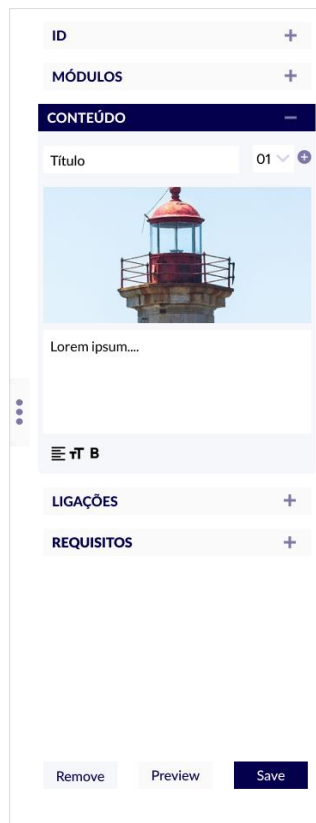 ID
MÓDULOS
CONTEÚDO
Título 01
Lorem ipsum....
B
LIGAÇÕES
REQUISITOS
Remove Preview Save